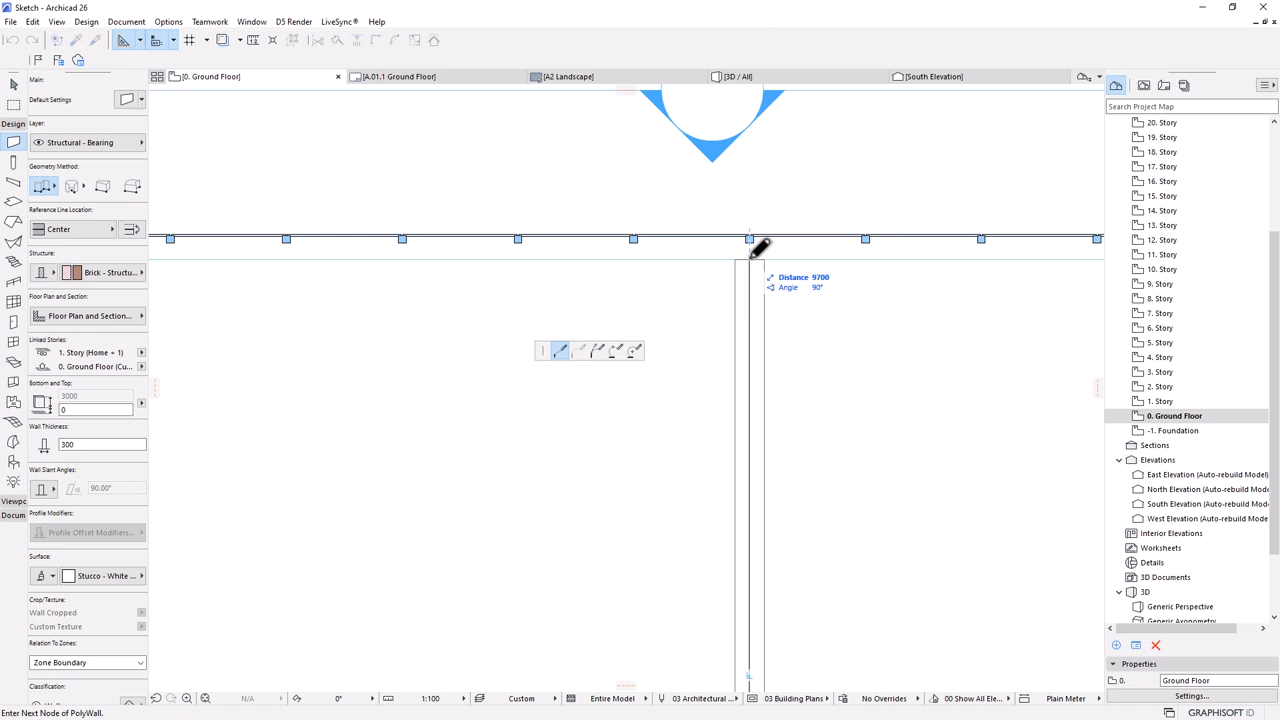 Sketch - Archicad 26
File Edit View Design Options Teamwork Window D5 Render LiveSync® Help
[0. Ground Floor] [A.01.1 Ground Floor] [A2 Landscape] [3D / All] [South Elevation]
Main:
Default Settings
Layer:
Structural - Bearing
Geometry Method:
Reference Line Location:
Center
Structure:
Brick - Structu...
Floor Plan and Section:
Floor Plan and Section...
Linked Stories:
1. Story (Home + 1)
0. Ground Floor (Cu...
Bottom and Top:
3000
0
Wall Thickness:
300
Wall Slant Angles:
90.00°
Profile Modifiers:
Profile Offset Modifiers...
Surface:
Stucco - White ...
Crop/Texture:
Wall Cropped
Custom Texture
Relation To Zones:
Zone Boundary
Classification:
Design
Viewpo
Docum
Distance 9700
Angle 90°
Search Project Map
20. Story
19. Story
18. Story
17. Story
16. Story
15. Story
14. Story
13. Story
12. Story
11. Story
10. Story
9. Story
8. Story
7. Story
6. Story
5. Story
4. Story
3. Story
2. Story
1. Story
0. Ground Floor
-1. Foundation
Sections
Elevations
East Elevation (Auto-rebuild Model)
North Elevation (Auto-rebuild Model)
South Elevation (Auto-rebuild Model)
West Elevation (Auto-rebuild Mode
Interior Elevations
Worksheets
Details
3D Documents
3D
Generic Perspective
Generic Axonometry
Properties
0. Ground Floor
Settings...
N/A 0° 1:100 Custom Entire Model 03 Architectural ... 03 Building Plans No Overrides 00 Show All Ele... Plain Meter
Enter Next Node of PolyWall.
GRAPHISOFT ID